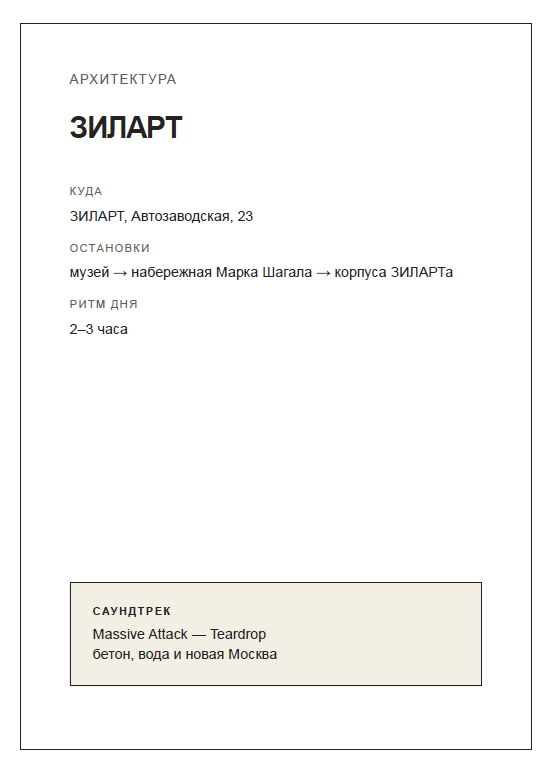 АРХИТЕКТУРА
ЗИЛАРТ
КУДА
ЗИЛАРТ, Автозаводская, 23
ОСТАНОВКИ
музей → набережная Марка Шагала → корпуса ЗИЛАРТа
РИТМ ДНЯ
2–3 часа
САУНДТРЕК
Massive Attack — Teardrop
бетон, вода и новая Москва